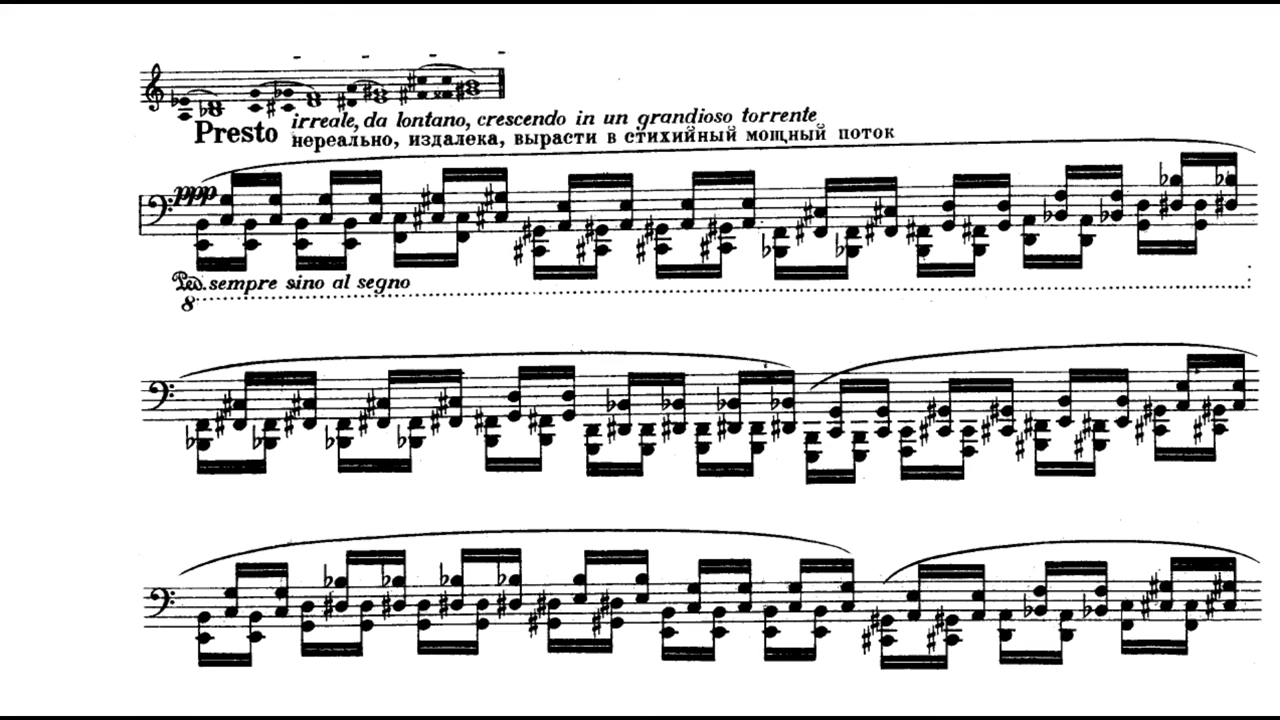 irreale, da lontano, crescendo in un grandioso torrente
Presto нереально, издалека, вырасти в стихийный мощный поток
ppp
Ped. sempre sino al segno
8